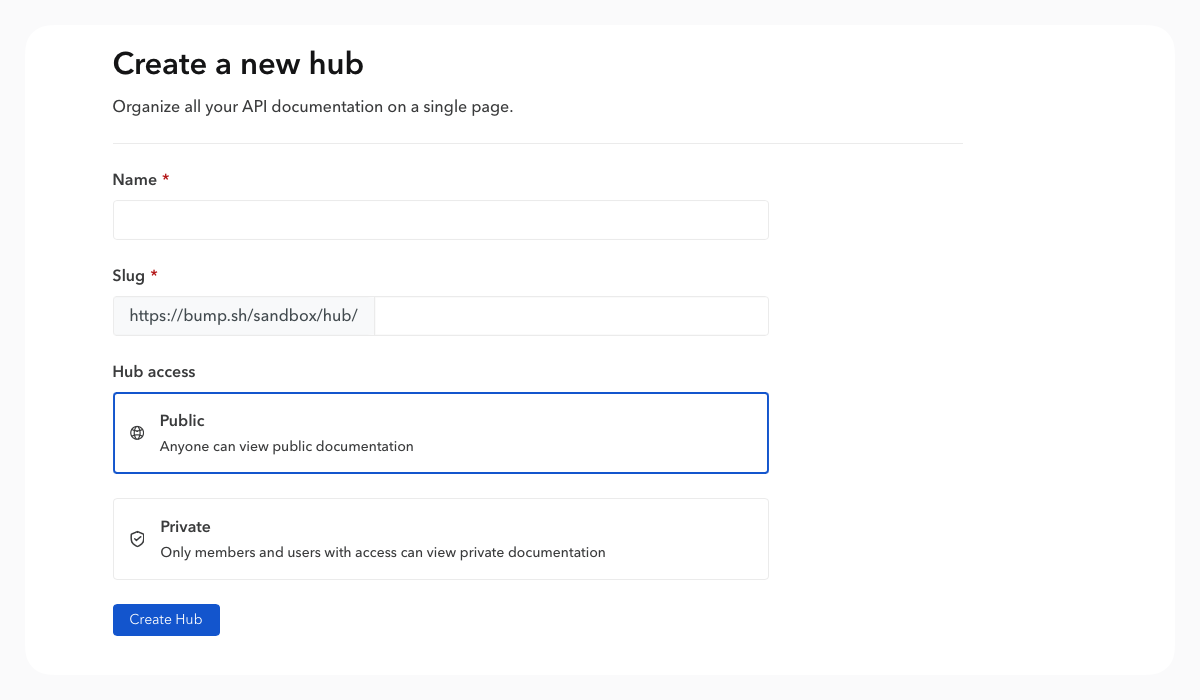 Create a new hub
Organize all your API documentation on a single page.
Name *
Slug *
https://bump.sh/sandbox/hub/
Hub access
Public
Anyone can view public documentation
Private
Only members and users with access can view private documentation
Create Hub